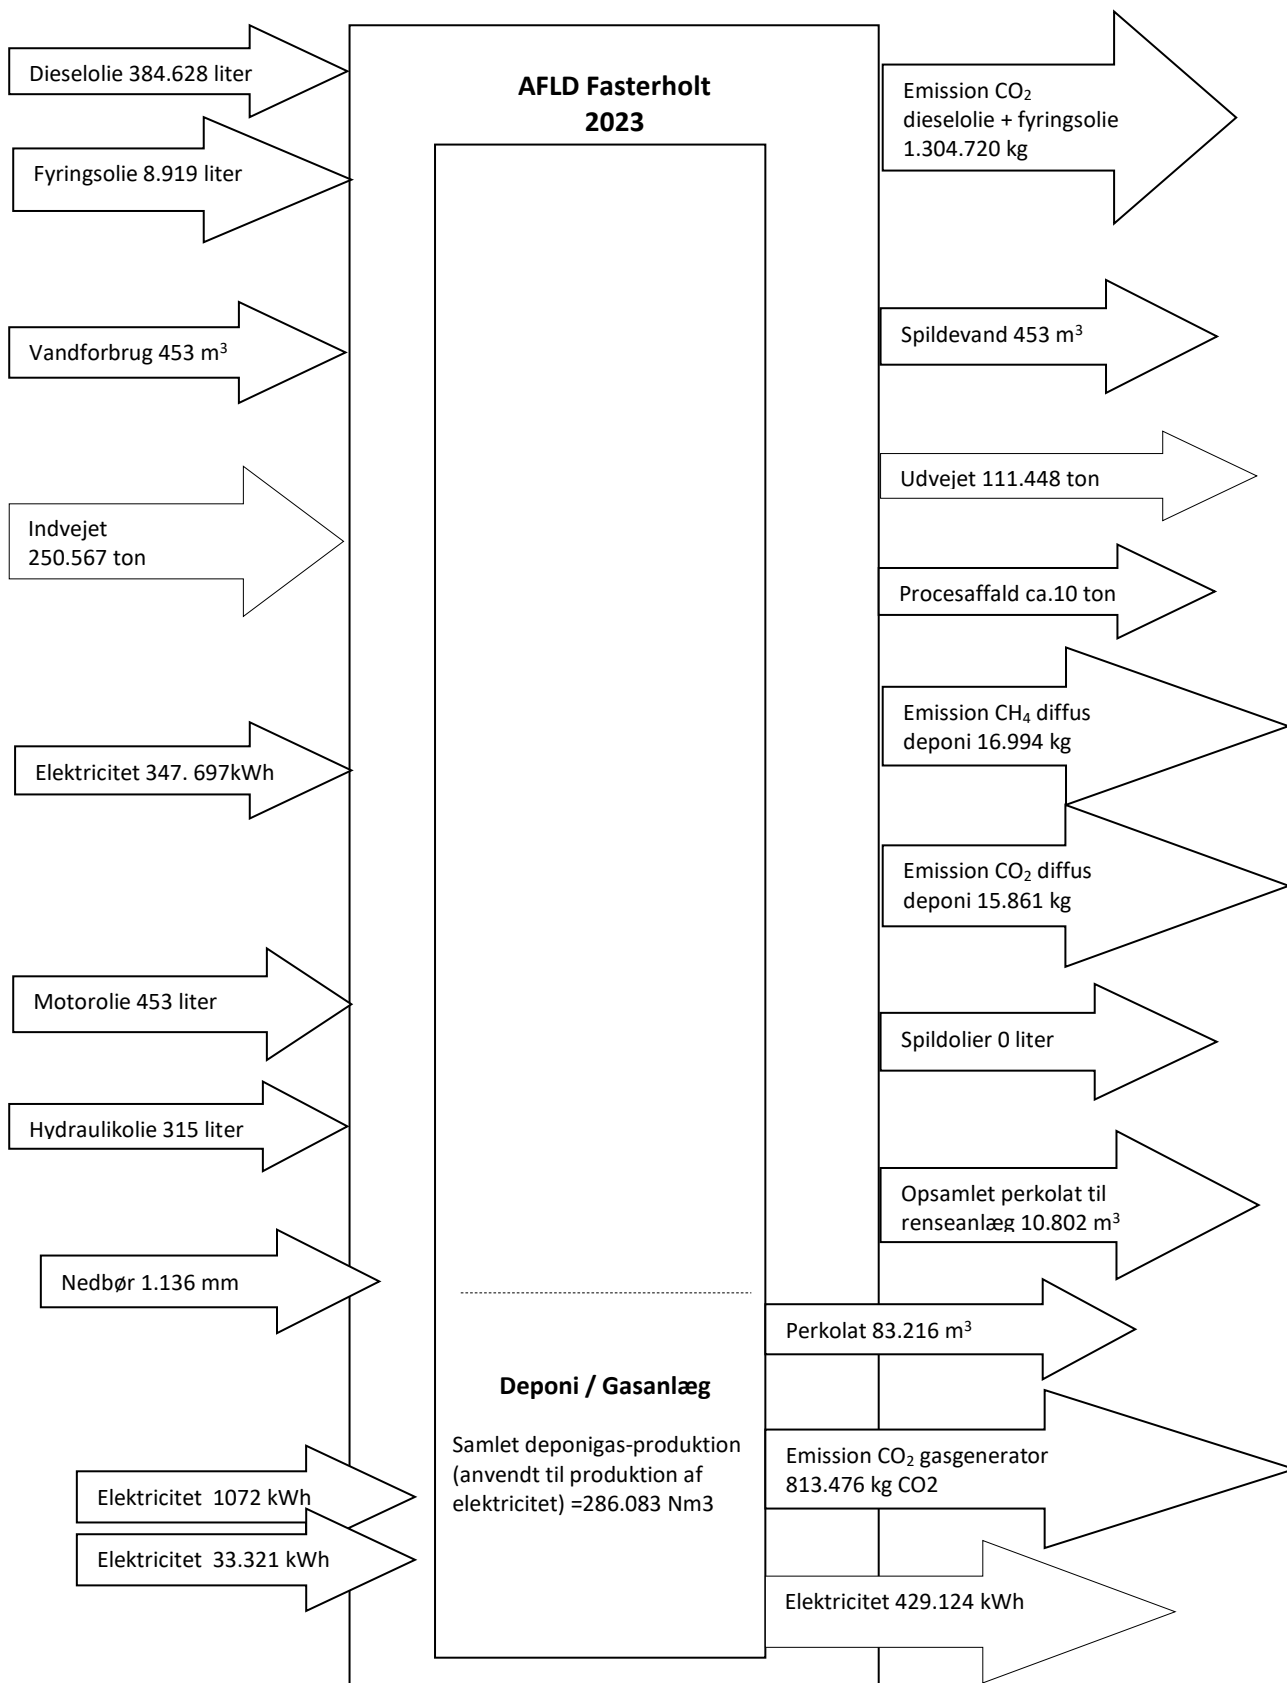 AFLD Fasterholt
2023
Dieselolie 384.628 liter
Fyringsolie 8.919 liter
Vandforbrug 453 m³
Indvejet
250.567 ton
Elektricitet 347. 697kWh
Motorolie 453 liter
Hydraulikolie 315 liter
Nedbør 1.136 mm
Elektricitet  1072 kWh
Elektricitet  33.321 kWh
Deponi / Gasanlæg
Samlet deponigas-produktion
(anvendt til produktion af
elektricitet) =286.083 Nm3
Emission CO₂
dieselolie + fyringsolie
1.304.720 kg
Spildevand 453 m³
Udvejet 111.448 ton
Procesaffald ca.10 ton
Emission CH₄ diffus
deponi 16.994 kg
Emission CO₂ diffus
deponi 15.861 kg
Spildolier 0 liter
Opsamlet perkolat til
renseanlæg 10.802 m³
Perkolat 83.216 m³
Emission CO₂ gasgenerator
813.476 kg CO2
Elektricitet 429.124 kWh